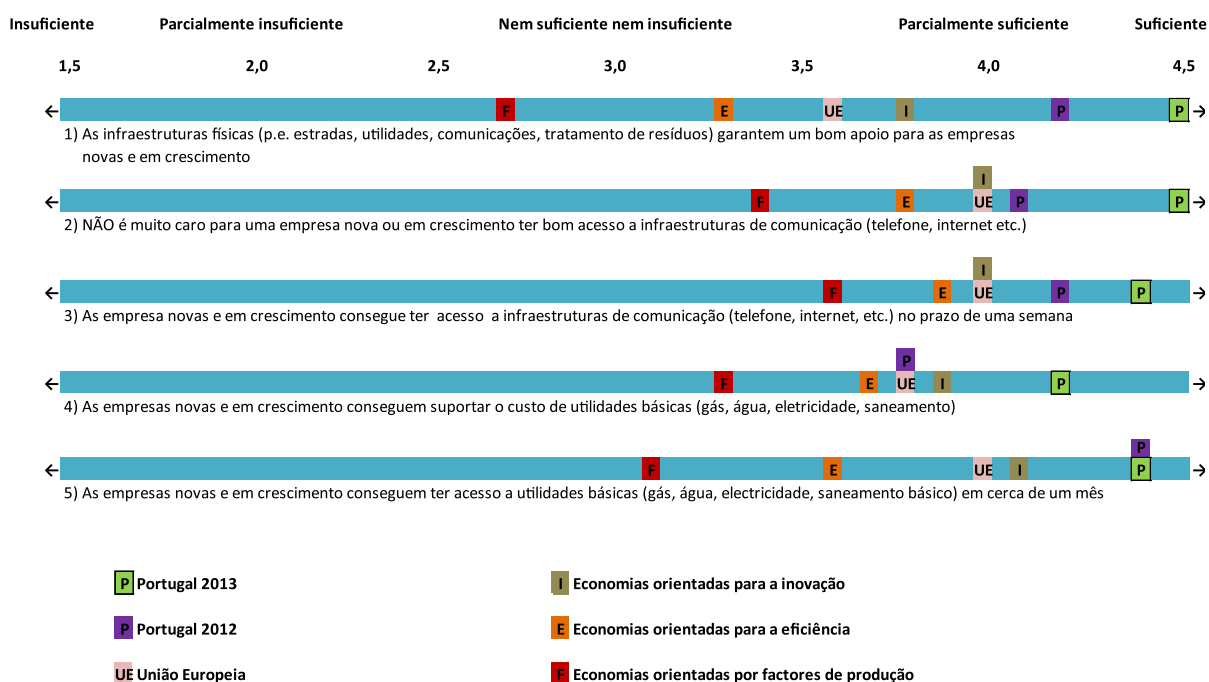 Insuficiente Parcialmente insuficiente Nem suficiente nem insuficiente Parcialmente suficiente Suficiente
1,5 2,0 2,5 3,0 3,5 4,0 4,5
F E UE I P P
1) As infraestruturas físicas (p.e. estradas, utilidades, comunicações, tratamento de resíduos) garantem um bom apoio para as empresas
novas e em crescimento
I
F E UE P P
2) NÃO é muito caro para uma empresa nova ou em crescimento ter bom acesso a infraestruturas de comunicação (telefone, internet etc.)
I
F E UE P P
3) As empresa novas e em crescimento consegue ter acesso a infraestruturas de comunicação (telefone, internet, etc.) no prazo de uma semana
P
F E UE I P
4) As empresas novas e em crescimento conseguem suportar o custo de utilidades básicas (gás, água, eletricidade, saneamento)
P
F E UE I P
5) As empresas novas e em crescimento conseguem ter acesso a utilidades básicas (gás, água, electricidade, saneamento básico) em cerca de um mês
P Portugal 2013 I Economias orientadas para a inovação
P Portugal 2012 E Economias orientadas para a eficiência
UE União Europeia F Economias orientadas por factores de produção